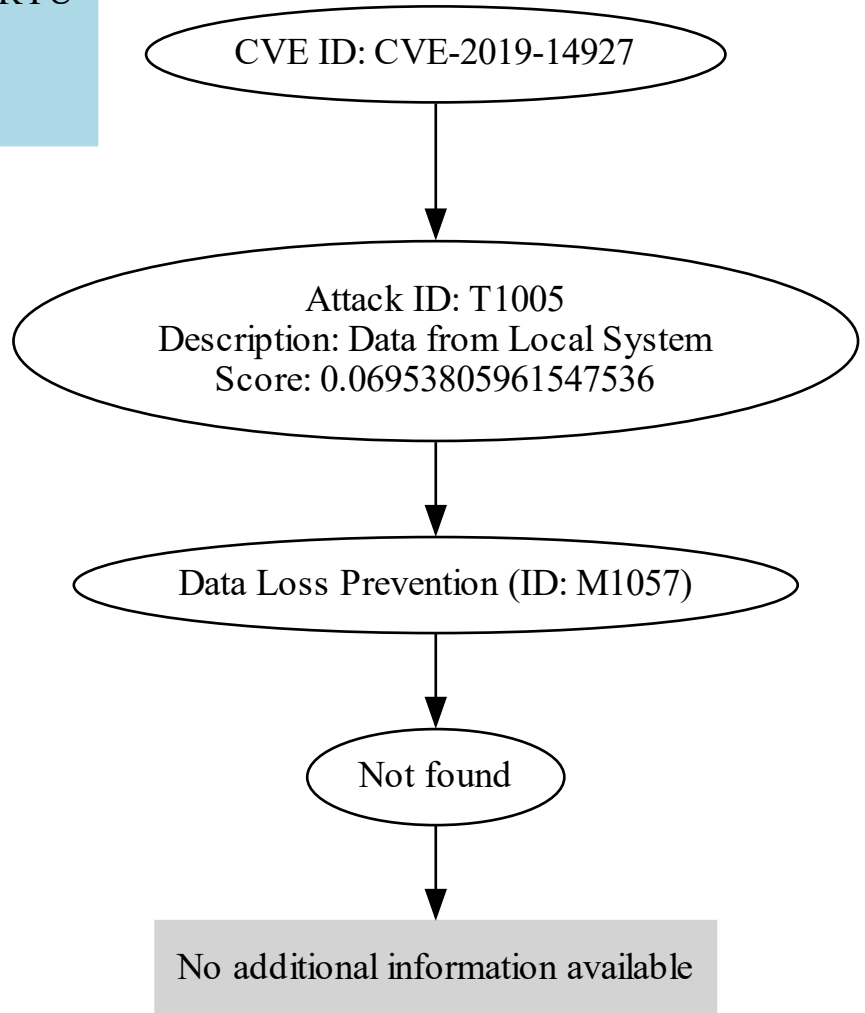 CVE ID: CVE-2019-14927
Attack ID: T1005
Description: Data from Local System
Score: 0.06953805961547536
Data Loss Prevention (ID: M1057)
Not found
No additional information available